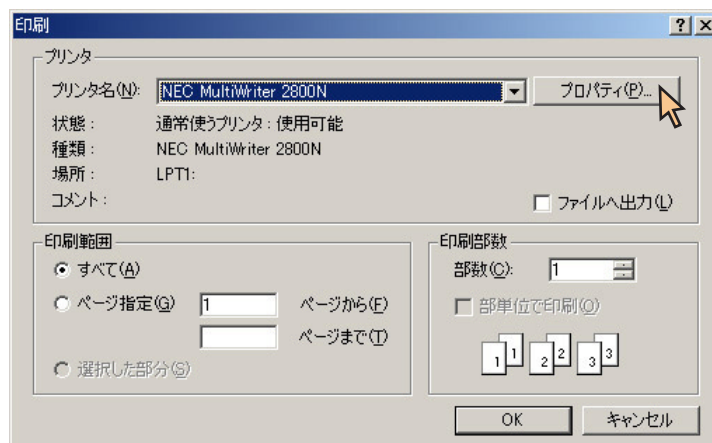 印刷
プリンタ
プリンタ名(N): NEC MultiWriter 2800N プロパティ(P)...
状態： 通常使うプリンタ : 使用可能
種類： NEC MultiWriter 2800N
場所： LPT1:
コメント： ファイルへ出力(L)
印刷範囲
すべて(A)
ページ指定(G) 1 ページから(F)
ページまで(T)
選択した部分(S)
印刷部数
部数(C): 1
部単位で印刷(O)
1 1 2 2 3 3
OK キャンセル